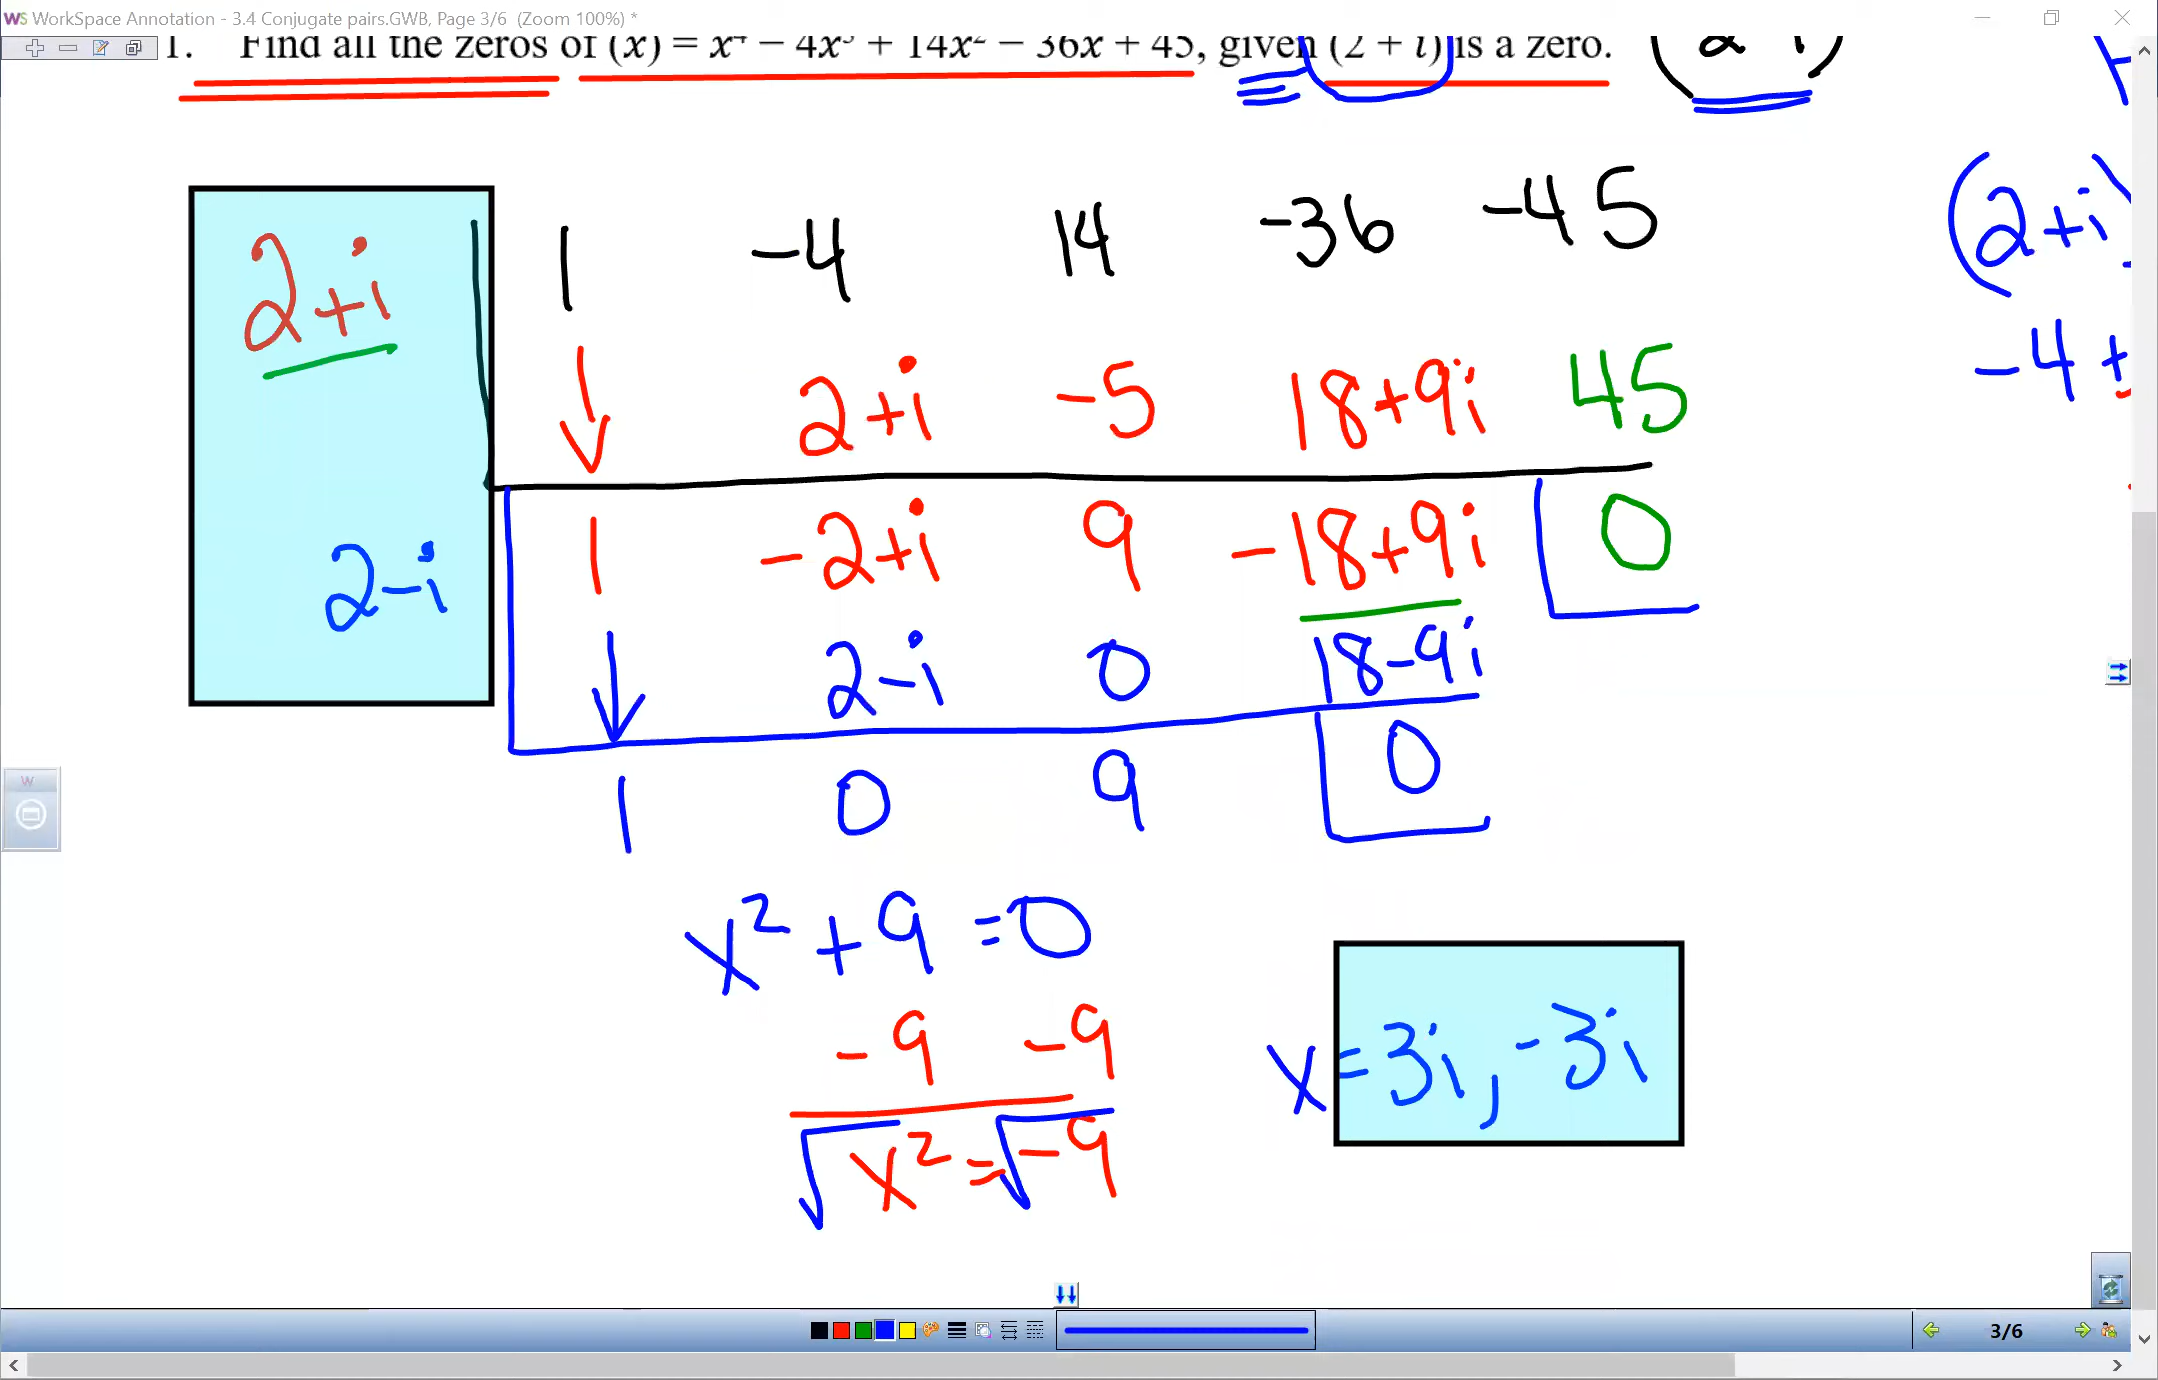 WorkSpace Annotation - 3.4 Conjugate pairs.GWB, Page 3/6 (Zoom 100%) *
1. Find all the zeros of (x) = x⁴ − 4x³ + 14x² − 36x + 45, given (2 + i) is a zero.
2+i
1 -4 14 -36 -45
(2+i)
2+i -5 18+9i 45
-4 +
1 -2+i 9 -18+9i 0
2-i
2-i 0 18-9i
1 0 9 0
x² + 9 = 0
-9 -9
x = 3i, -3i
√x² = √-9
3/6